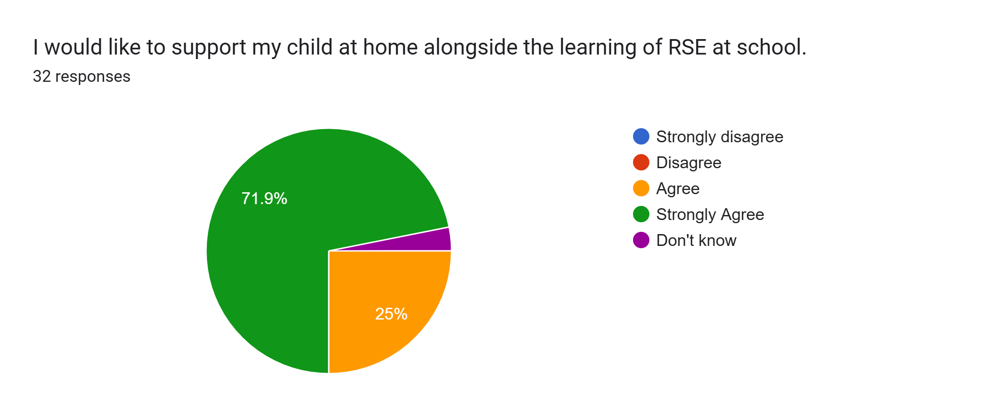 I would like to support my child at home alongside the learning of RSE at school.
32 responses
71.9%
25%
Strongly disagree
Disagree
Agree
Strongly Agree
Don't know